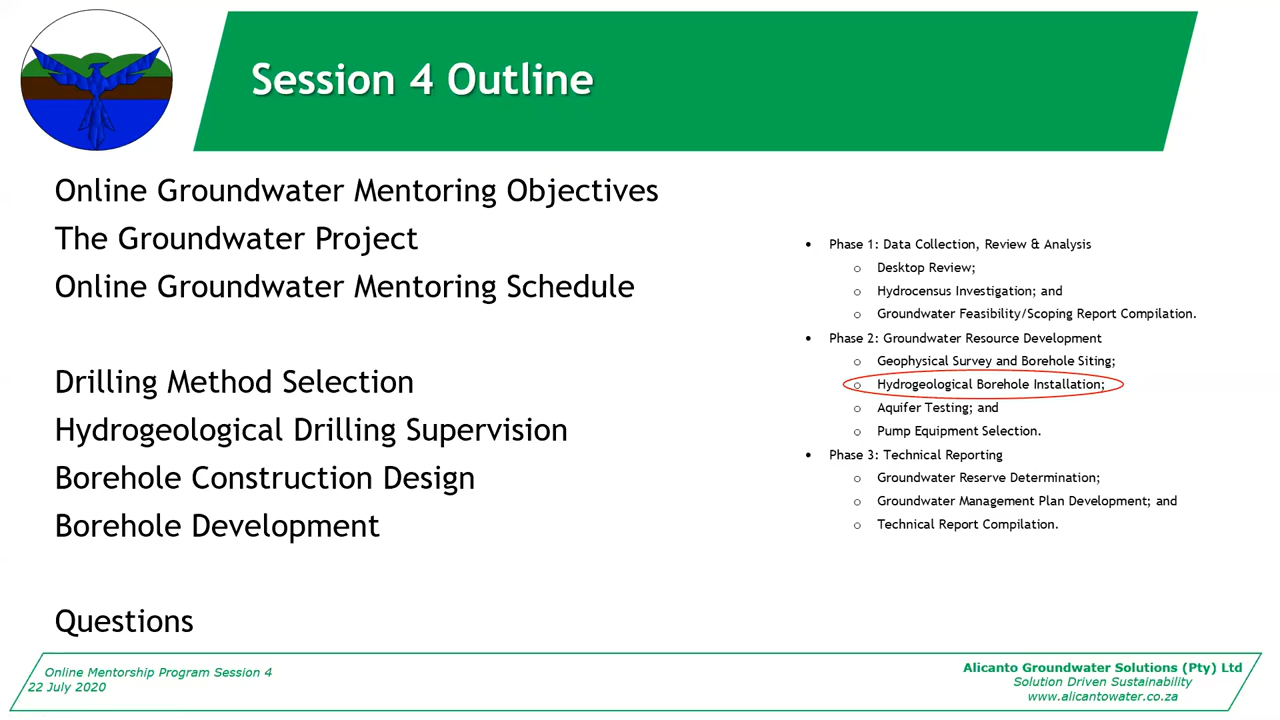 Session 4 Outline
Online Groundwater Mentoring Objectives
The Groundwater Project
Online Groundwater Mentoring Schedule
Drilling Method Selection
Hydrogeological Drilling Supervision
Borehole Construction Design
Borehole Development
Questions
• Phase 1: Data Collection, Review & Analysis
o Desktop Review;
o Hydrocensus Investigation; and
o Groundwater Feasibility/Scoping Report Compilation.
• Phase 2: Groundwater Resource Development
o Geophysical Survey and Borehole Siting;
o Hydrogeological Borehole Installation;
o Aquifer Testing; and
o Pump Equipment Selection.
• Phase 3: Technical Reporting
o Groundwater Reserve Determination;
o Groundwater Management Plan Development; and
o Technical Report Compilation.
Online Mentorship Program Session 4
22 July 2020
Alicanto Groundwater Solutions (Pty) Ltd
Solution Driven Sustainability
www.alicantowater.co.za